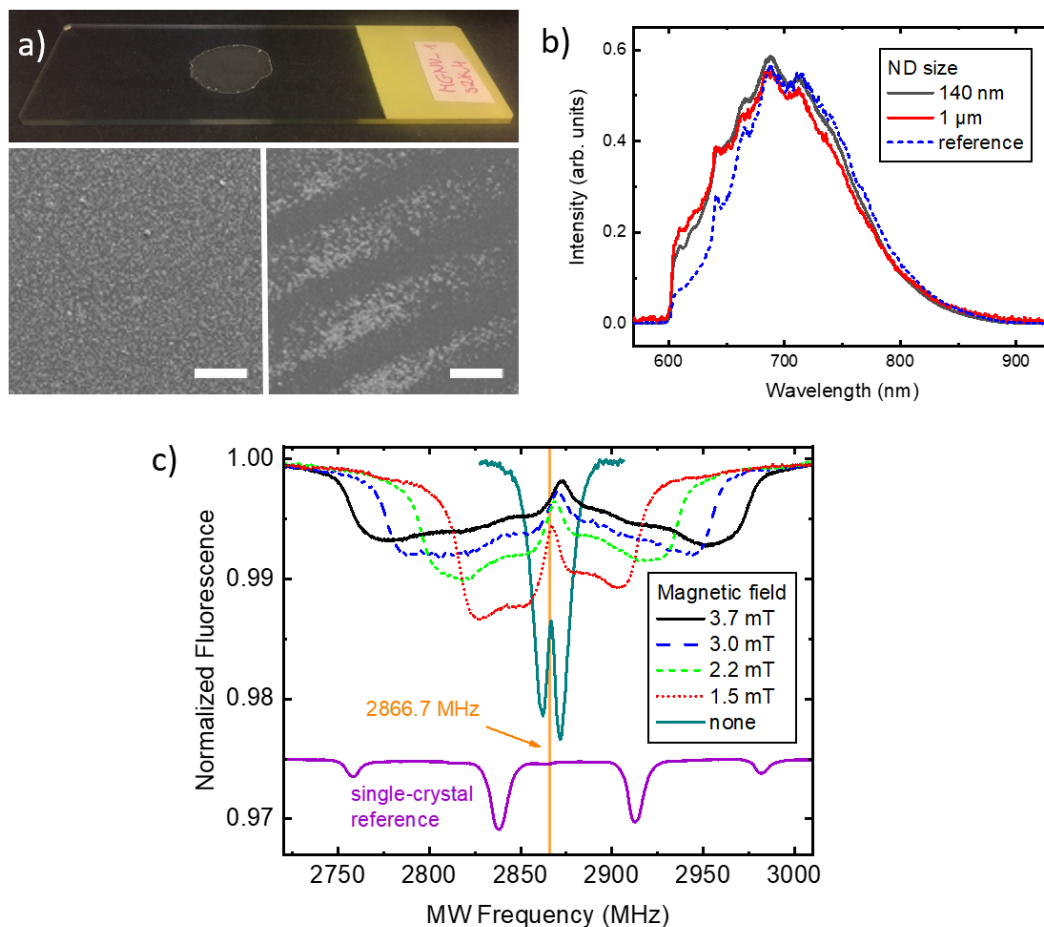 a)
MGNV_1
S2K4
b)
0.6
0.4
0.2
0.0
Intensity (arb. units)
ND size
140 nm
1 μm
reference
600
700
800
900
Wavelength (nm)
c)
1.00
0.99
0.98
0.97
Normalized Fluorescence
Magnetic field
3.7 mT
3.0 mT
2.2 mT
1.5 mT
none
2866.7 MHz
single-crystal
reference
2750
2800
2850
2900
2950
3000
MW Frequency (MHz)